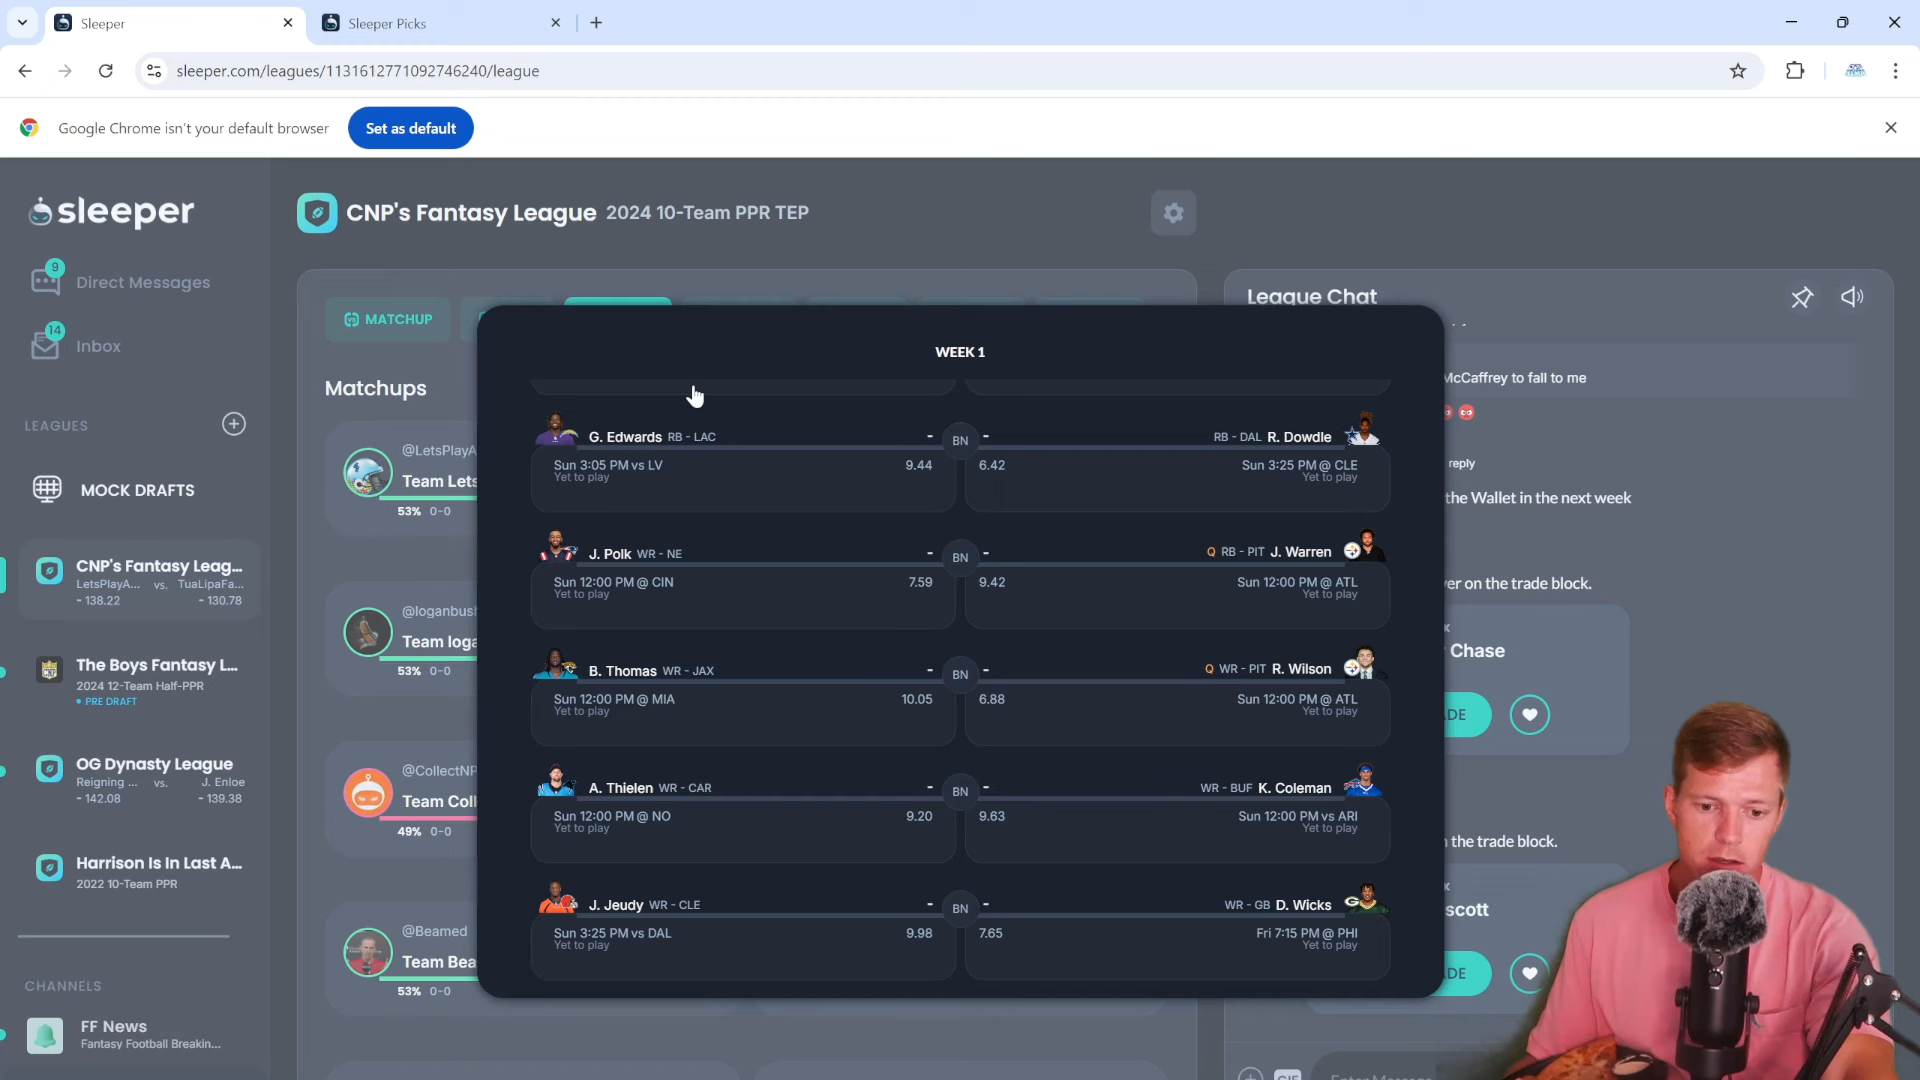 Sleeper
Sleeper Picks
sleeper.com/leagues/1131612771092746240/league
Google Chrome isn't your default browser
Set as default
sleeper
9
Direct Messages
14
Inbox
LEAGUES
MOCK DRAFTS
CNP's Fantasy Leag...
LetsPlayA... vs. TuaLipaFa...
- 138.22 - 130.78
The Boys Fantasy L...
2024 12-Team Half-PPR
• PRE DRAFT
OG Dynasty League
Reigning ... vs. J. Enloe
- 142.08 - 139.38
Harrison Is In Last A...
2022 10-Team PPR
CHANNELS
FF News
Fantasy Football Breakin...
CNP's Fantasy League 2024 10-Team PPR TEP
MATCHUP
Matchups
@LetsPlayA
Team Lets
53% 0-0
@loganbush
Team loga
53% 0-0
@CollectNP
Team Coll
49% 0-0
@Beamed
Team Bea
53% 0-0
WEEK 1
G. Edwards RB - LAC - BN - RB - DAL R. Dowdle
Sun 3:05 PM vs LV 9.44 6.42 Sun 3:25 PM @ CLE
Yet to play Yet to play
J. Polk WR - NE - BN - Q RB - PIT J. Warren
Sun 12:00 PM @ CIN 7.59 9.42 Sun 12:00 PM @ ATL
Yet to play Yet to play
B. Thomas WR - JAX - BN - Q WR - PIT R. Wilson
Sun 12:00 PM @ MIA 10.05 6.88 Sun 12:00 PM @ ATL
Yet to play Yet to play
A. Thielen WR - CAR - BN - WR - BUF K. Coleman
Sun 12:00 PM @ NO 9.20 9.63 Sun 12:00 PM vs ARI
Yet to play Yet to play
J. Jeudy WR - CLE - BN - WR - GB D. Wicks
Sun 3:25 PM vs DAL 9.98 7.65 Fri 7:15 PM @ PHI
Yet to play Yet to play
League Chat
McCaffrey to fall to me
reply
the Wallet in the next week
er on the trade block.
Chase
DE
the trade block.
scott
DE
GIF
Enter Message